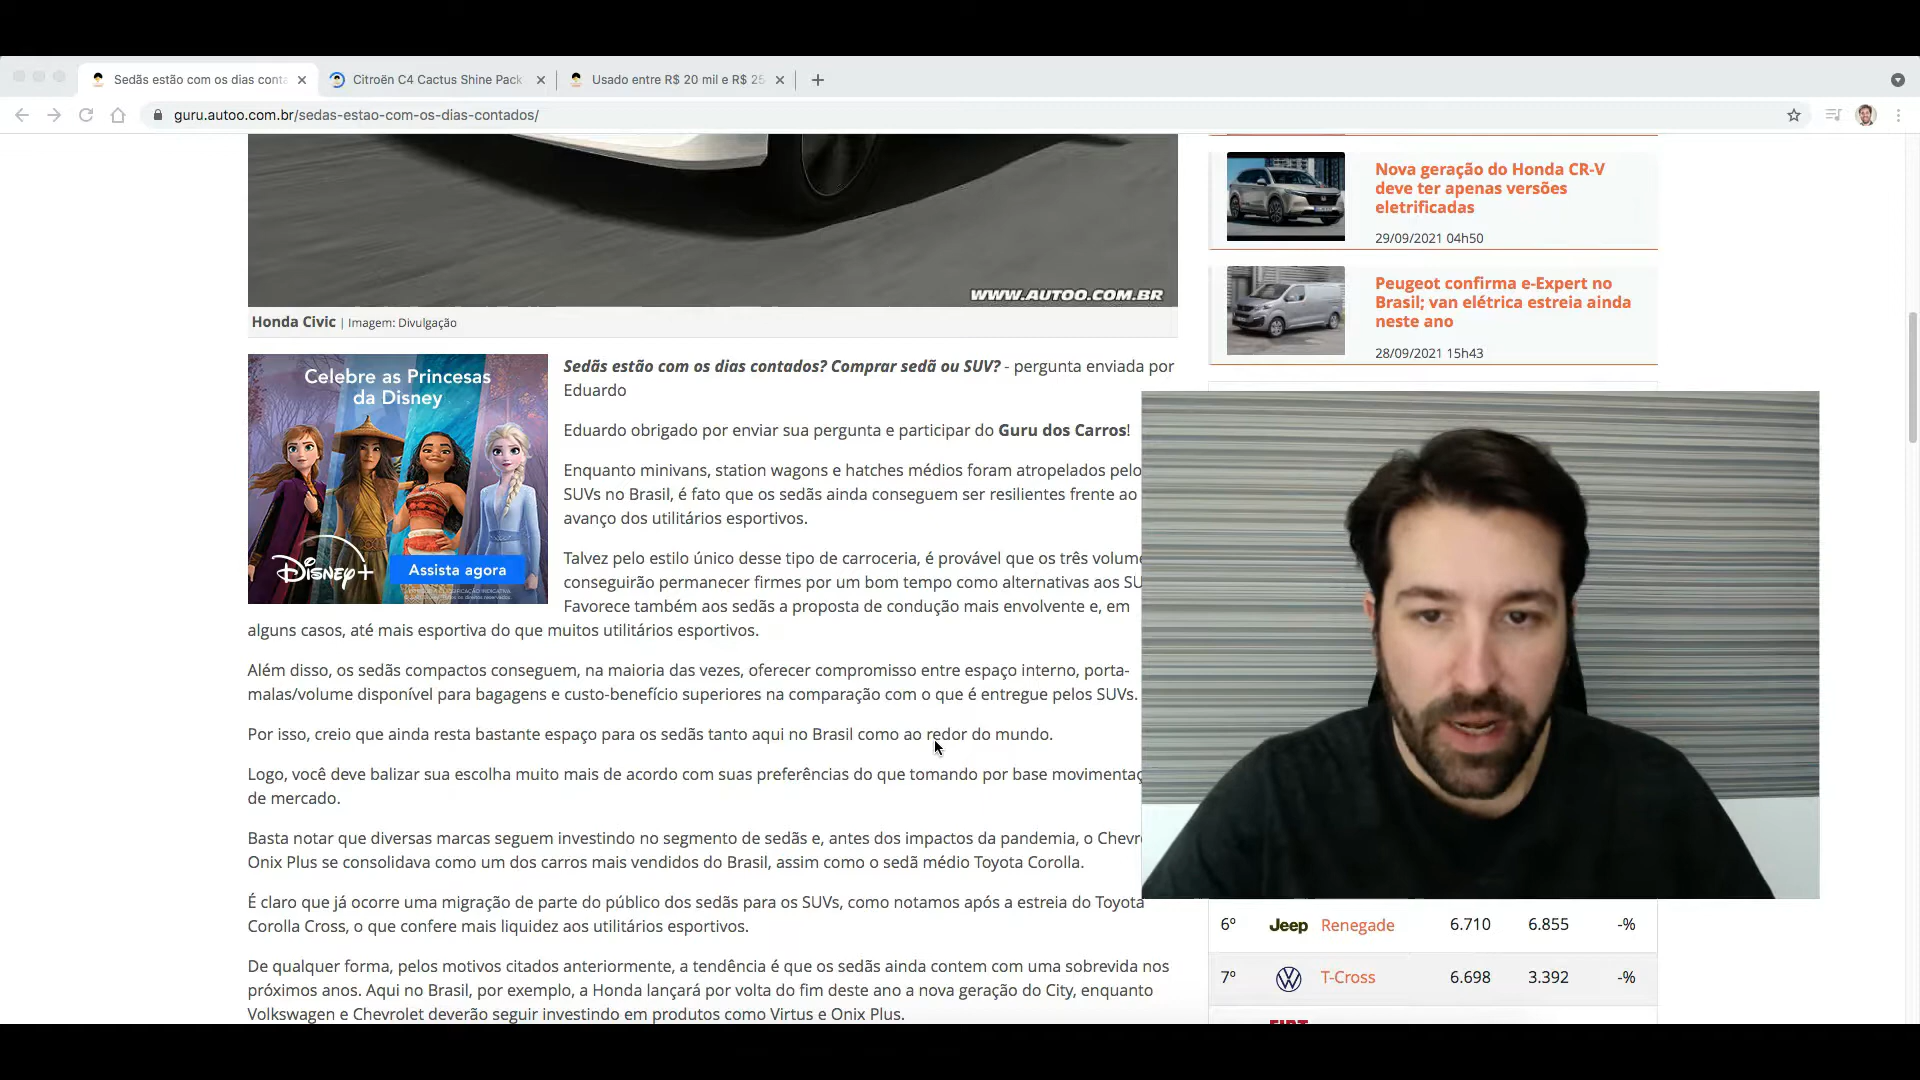 Sedãs estão com os dias conta
Citroën C4 Cactus Shine Pack
Usado entre R$ 20 mil e R$ 25
guru.autoo.com.br/sedas-estao-com-os-dias-contados/
WWW.AUTOO.COM.BR
Honda Civic | Imagem: Divulgação
Celebre as Princesas
da Disney
Disney+
Assista agora
Sedãs estão com os dias contados? Comprar sedã ou SUV? - pergunta enviada por
Eduardo
Eduardo obrigado por enviar sua pergunta e participar do Guru dos Carros!
Enquanto minivans, station wagons e hatches médios foram atropelados pelo
SUVs no Brasil, é fato que os sedãs ainda conseguem ser resilientes frente ao
avanço dos utilitários esportivos.
Talvez pelo estilo único desse tipo de carroceria, é provável que os três volume
conseguirão permanecer firmes por um bom tempo como alternativas aos SU
Favorece também aos sedãs a proposta de condução mais envolvente e, em
alguns casos, até mais esportiva do que muitos utilitários esportivos.
Além disso, os sedãs compactos conseguem, na maioria das vezes, oferecer compromisso entre espaço interno, porta-
malas/volume disponível para bagagens e custo-benefício superiores na comparação com o que é entregue pelos SUVs.
Por isso, creio que ainda resta bastante espaço para os sedãs tanto aqui no Brasil como ao redor do mundo.
Logo, você deve balizar sua escolha muito mais de acordo com suas preferências do que tomando por base movimentaç
de mercado.
Basta notar que diversas marcas seguem investindo no segmento de sedãs e, antes dos impactos da pandemia, o Chevr
Onix Plus se consolidava como um dos carros mais vendidos do Brasil, assim como o sedã médio Toyota Corolla.
É claro que já ocorre uma migração de parte do público dos sedãs para os SUVs, como notamos após a estreia do Toyota
Corolla Cross, o que confere mais liquidez aos utilitários esportivos.
De qualquer forma, pelos motivos citados anteriormente, a tendência é que os sedãs ainda contem com uma sobrevida nos
próximos anos. Aqui no Brasil, por exemplo, a Honda lançará por volta do fim deste ano a nova geração do City, enquanto
Volkswagen e Chevrolet deverão seguir investindo em produtos como Virtus e Onix Plus.
Nova geração do Honda CR-V
deve ter apenas versões
eletrificadas
29/09/2021 04h50
Peugeot confirma e-Expert no
Brasil; van elétrica estreia ainda
neste ano
28/09/2021 15h43
6º Jeep Renegade 6.710 6.855 -%
7º T-Cross 6.698 3.392 -%